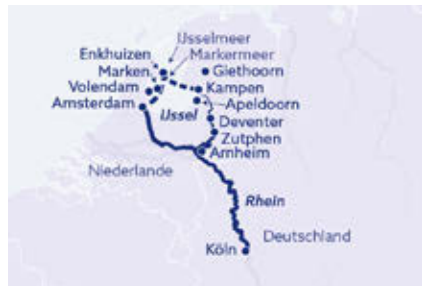 IJsselmeer
Enkhuizen
Markermeer
Marken
Giethoorn
Volendam
Kampen
Amsterdam
IJssel
Apeldoorn
Deventer
Zutphen
Arnheim
Niederlande
Rhein
Köln
Deutschland